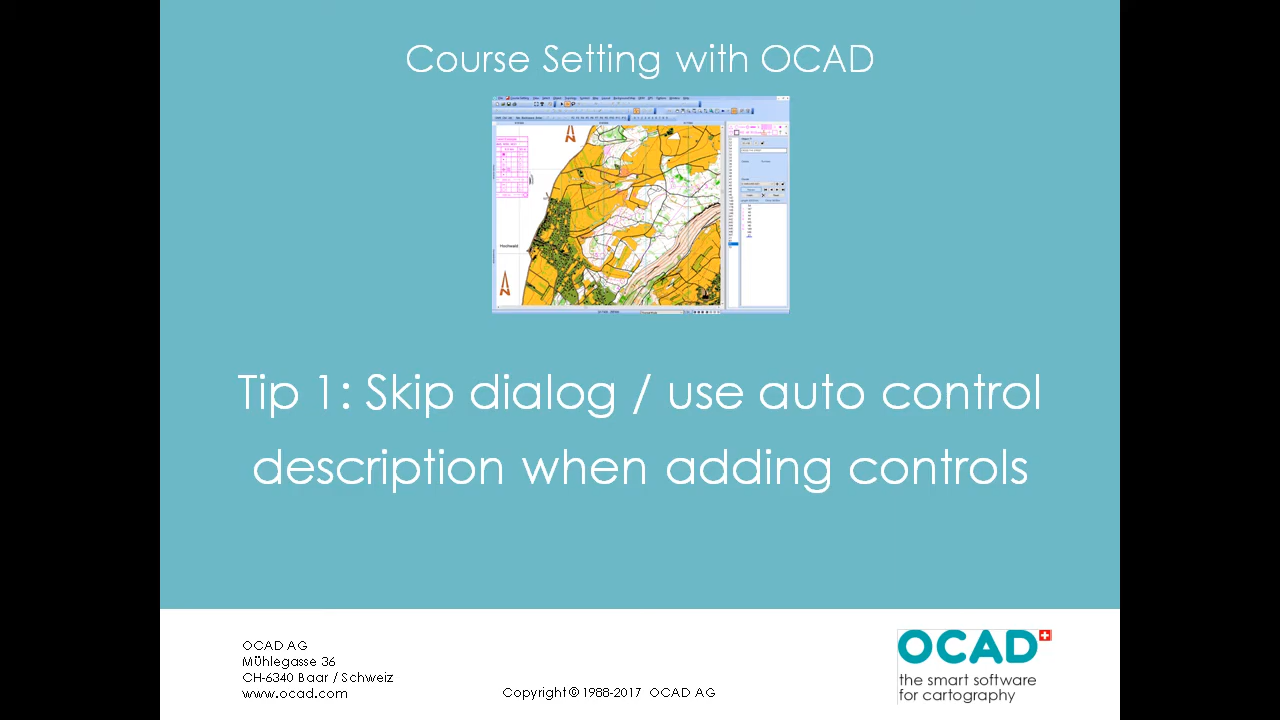 Course Setting with OCAD
Hochwald
Tip 1: Skip dialog / use auto control
description when adding controls
OCAD AG
Mühlegasse 36
CH-6340 Baar / Schweiz
www.ocad.com
Copyright © 1988-2017 OCAD AG
OCAD
the smart software
for cartography